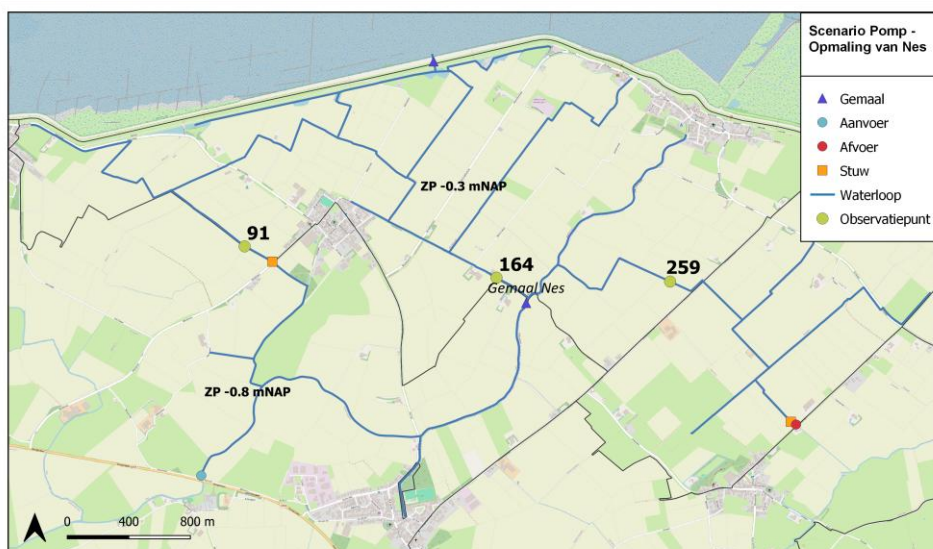 Scenario Pomp -
Opmaling van Nes
Gemaal
Aanvoer
Afvoer
Stuw
Waterloop
Observatiepunt
ZP -0.3 mNAP
91
164
Gemaal Nes
259
ZP -0.8 mNAP
0 400 800 m